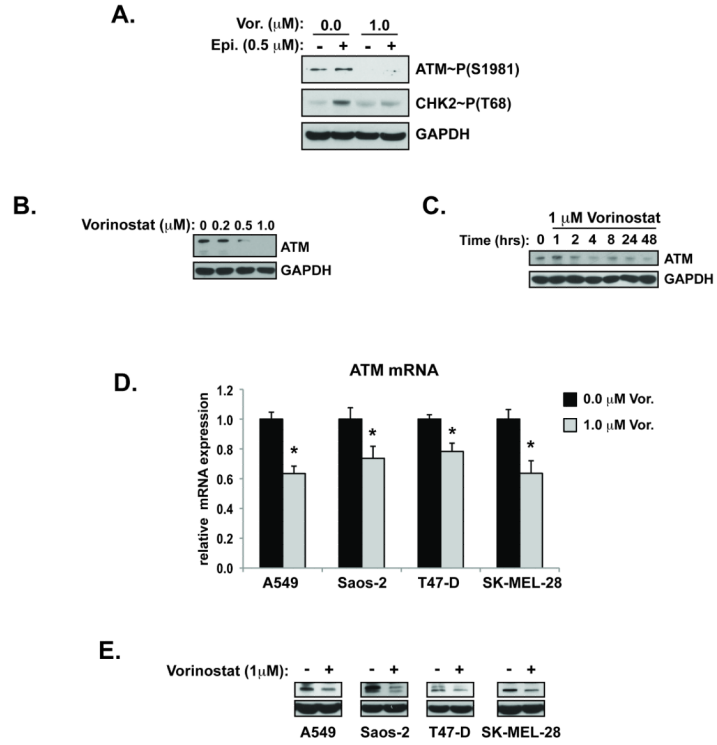 A.
Vor. (μM): 0.0 1.0
Epi. (0.5 μM): - + - +
ATM~P(S1981)
CHK2~P(T68)
GAPDH
B.
Vorinostat (μM): 0 0.2 0.5 1.0
ATM
GAPDH
C.
1 μM Vorinostat
Time (hrs): 0 1 2 4 8 24 48
ATM
GAPDH
D.
ATM mRNA
relative mRNA expression
1.2
1.0
0.8
0.6
0.4
0.2
0.0
* * * *
0.0 μM Vor.
1.0 μM Vor.
A549 Saos-2 T47-D SK-MEL-28
E.
Vorinostat (1μM): - + - + - + - +
A549 Saos-2 T47-D SK-MEL-28